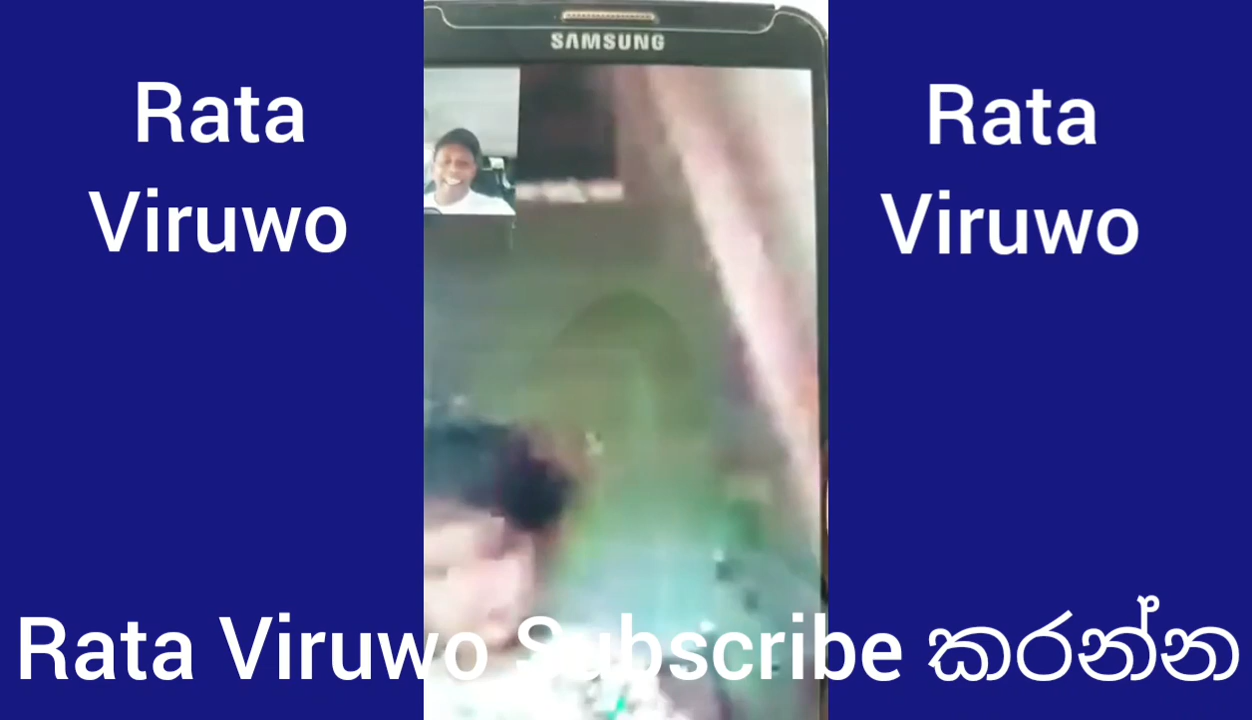 SAMSUNG
Rata
Viruwo
Rata
Viruwo
Rata Viruwo Subscribe කරන්න